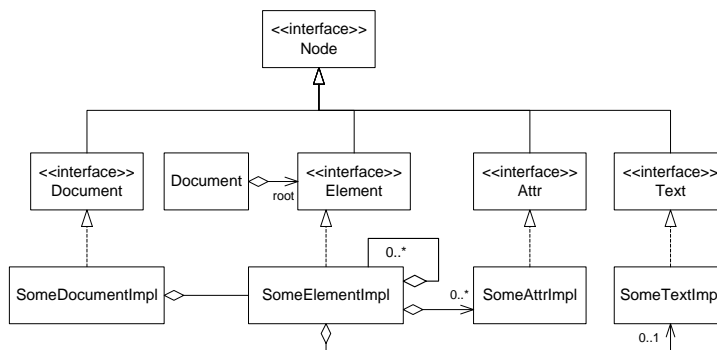 <<interface>>
Node
<<interface>>
Document
Document
root
<<interface>>
Element
<<interface>>
Attr
<<interface>>
Text
0..*
SomeDocumentImpl
SomeElementImpl
0..*
SomeAttrImpl
SomeTextImpl
0..1